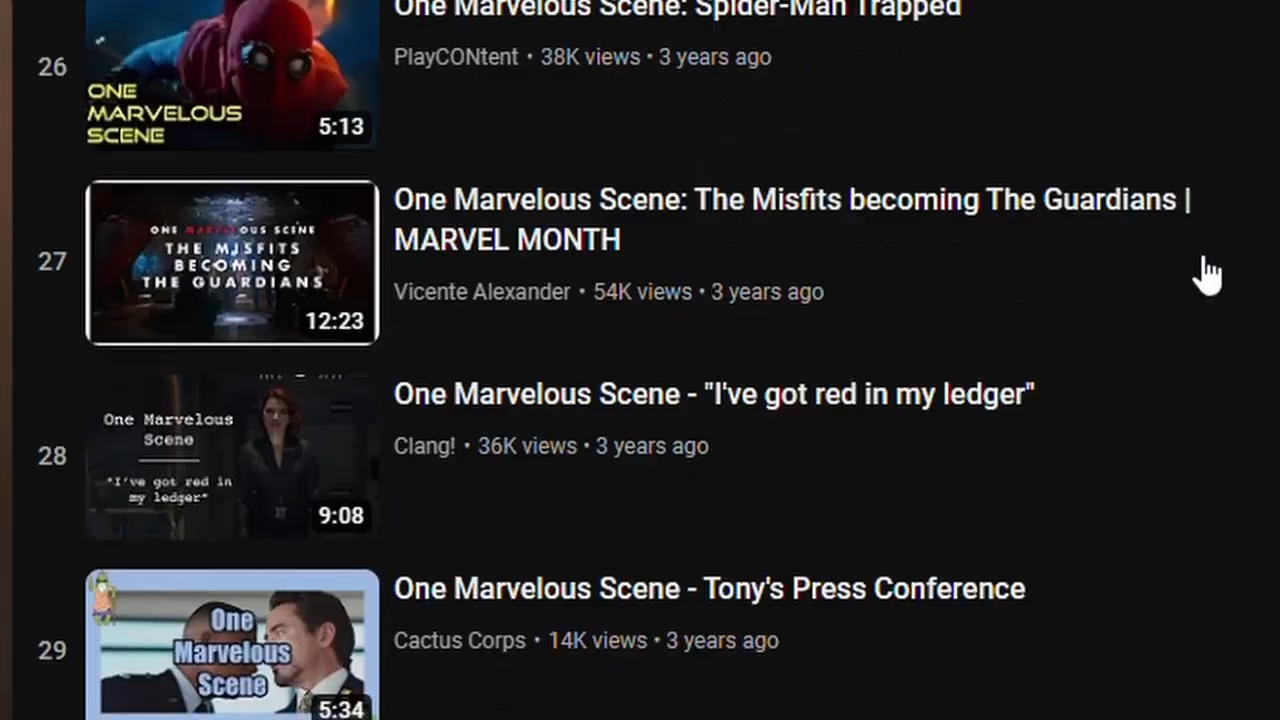 One Marvelous Scene: Spider-Man Trapped
26
PlayCONtent • 38K views • 3 years ago
ONE
MARVELOUS
SCENE
5:13
One Marvelous Scene: The Misfits becoming The Guardians |
MARVEL MONTH
27
Vicente Alexander • 54K views • 3 years ago
ONE MARVELOUS SCENE
THE MISFITS
BECOMING
THE GUARDIANS
12:23
One Marvelous Scene - "I've got red in my ledger"
28
Clang! • 36K views • 3 years ago
One Marvelous
Scene
"I've got red in
my ledger"
9:08
One Marvelous Scene - Tony's Press Conference
29
Cactus Corps • 14K views • 3 years ago
One
Marvelous
Scene
5:34